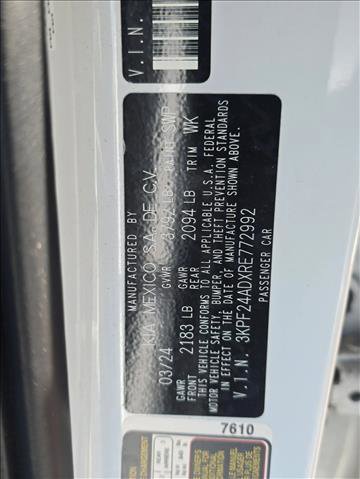 V.I.N.
MANUFACTURED BY
KIA MEXICO S.A. DE C.V.
03/24 GVWR 3792 LB PAINT SWP
GAWR FRONT 2183 LB GAWR REAR 2094 LB TRIM WK
THIS VEHICLE CONFORMS TO ALL APPLICABLE U.S.A. FEDERAL
MOTOR VEHICLE SAFETY, BUMPER, AND THEFT PREVENTION STANDARDS
IN EFFECT ON THE DATE OF MANUFACTURE SHOWN ABOVE.
V.I.N. 3KPF24ADXRE772992
PASSENGER CAR
7610